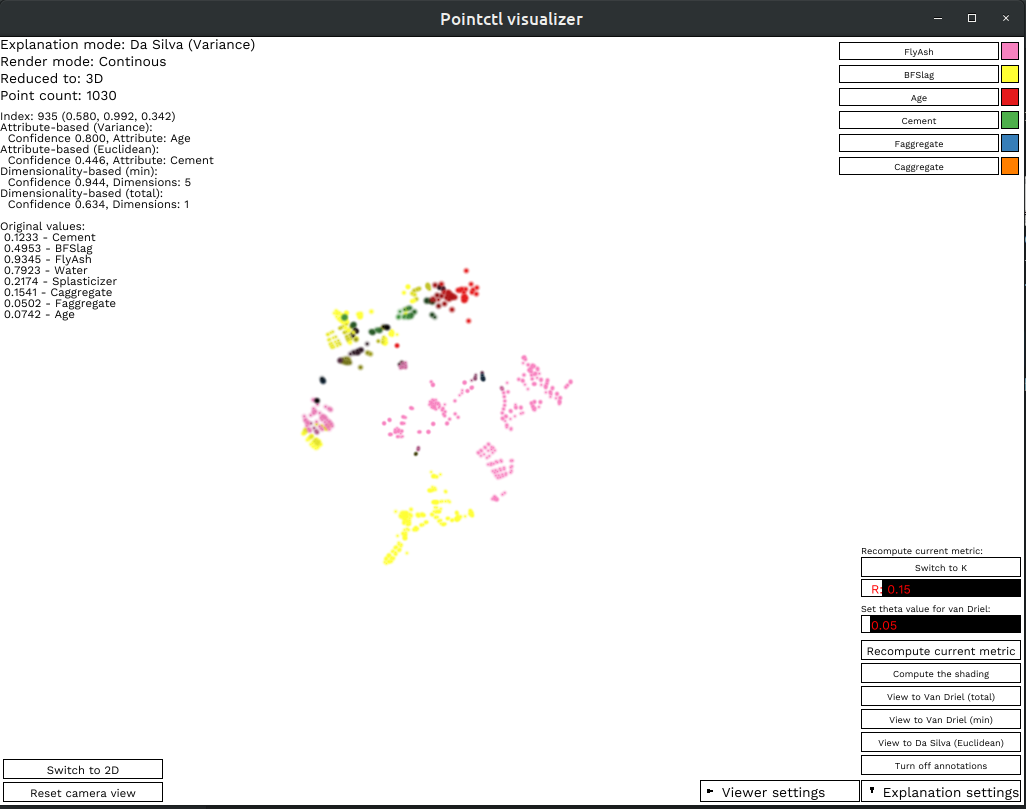 Pointctl visualizer
Explanation mode: Da Silva (Variance)
Render mode: Continous
Reduced to: 3D
Point count: 1030
Index: 935 (0.580, 0.992, 0.342)
Attribute-based (Variance):
Confidence 0.800, Attribute: Age
Attribute-based (Euclidean):
Confidence 0.446, Attribute: Cement
Dimensionality-based (min):
Confidence 0.944, Dimensions: 5
Dimensionality-based (total):
Confidence 0.634, Dimensions: 1
Original values:
0.1233 - Cement
0.4953 - BFSlag
0.9345 - FlyAsh
0.7923 - Water
0.2174 - Splasticizer
0.1541 - Caggregate
0.0502 - Faggregate
0.0742 - Age
FlyAsh
BFSlag
Age
Cement
Faggregate
Caggregate
Recompute current metric:
Switch to K
R: 0.15
Set theta value for van Driel:
0.05
Recompute current metric
Compute the shading
View to Van Driel (total)
View to Van Driel (min)
View to Da Silva (Euclidean)
Turn off annotations
Switch to 2D
Reset camera view
Viewer settings
Explanation settings